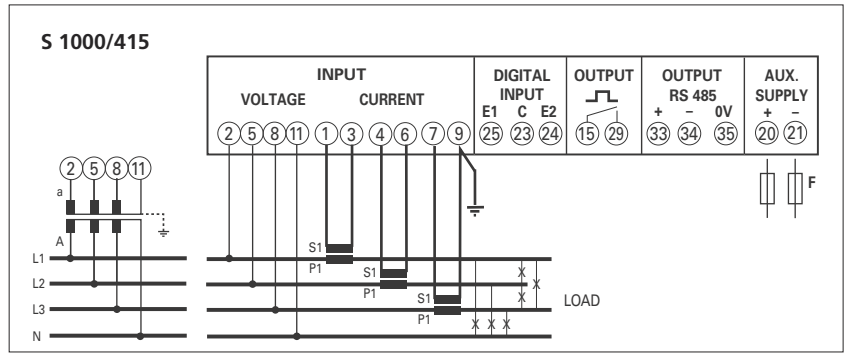 S 1000/415
INPUT
VOLTAGE CURRENT
DIGITAL
INPUT
E1 C E2
OUTPUT
OUTPUT
RS 485
+ – 0V
AUX.
SUPPLY
+ –
2 5 8 11 1 3 4 6 7 9 25 23 24 15 29 33 34 35 20 21
2 5 8 11
a
A
F
L1
L2
L3
N
S1
P1
S1
P1
S1
P1
X
X
X
X X X
LOAD